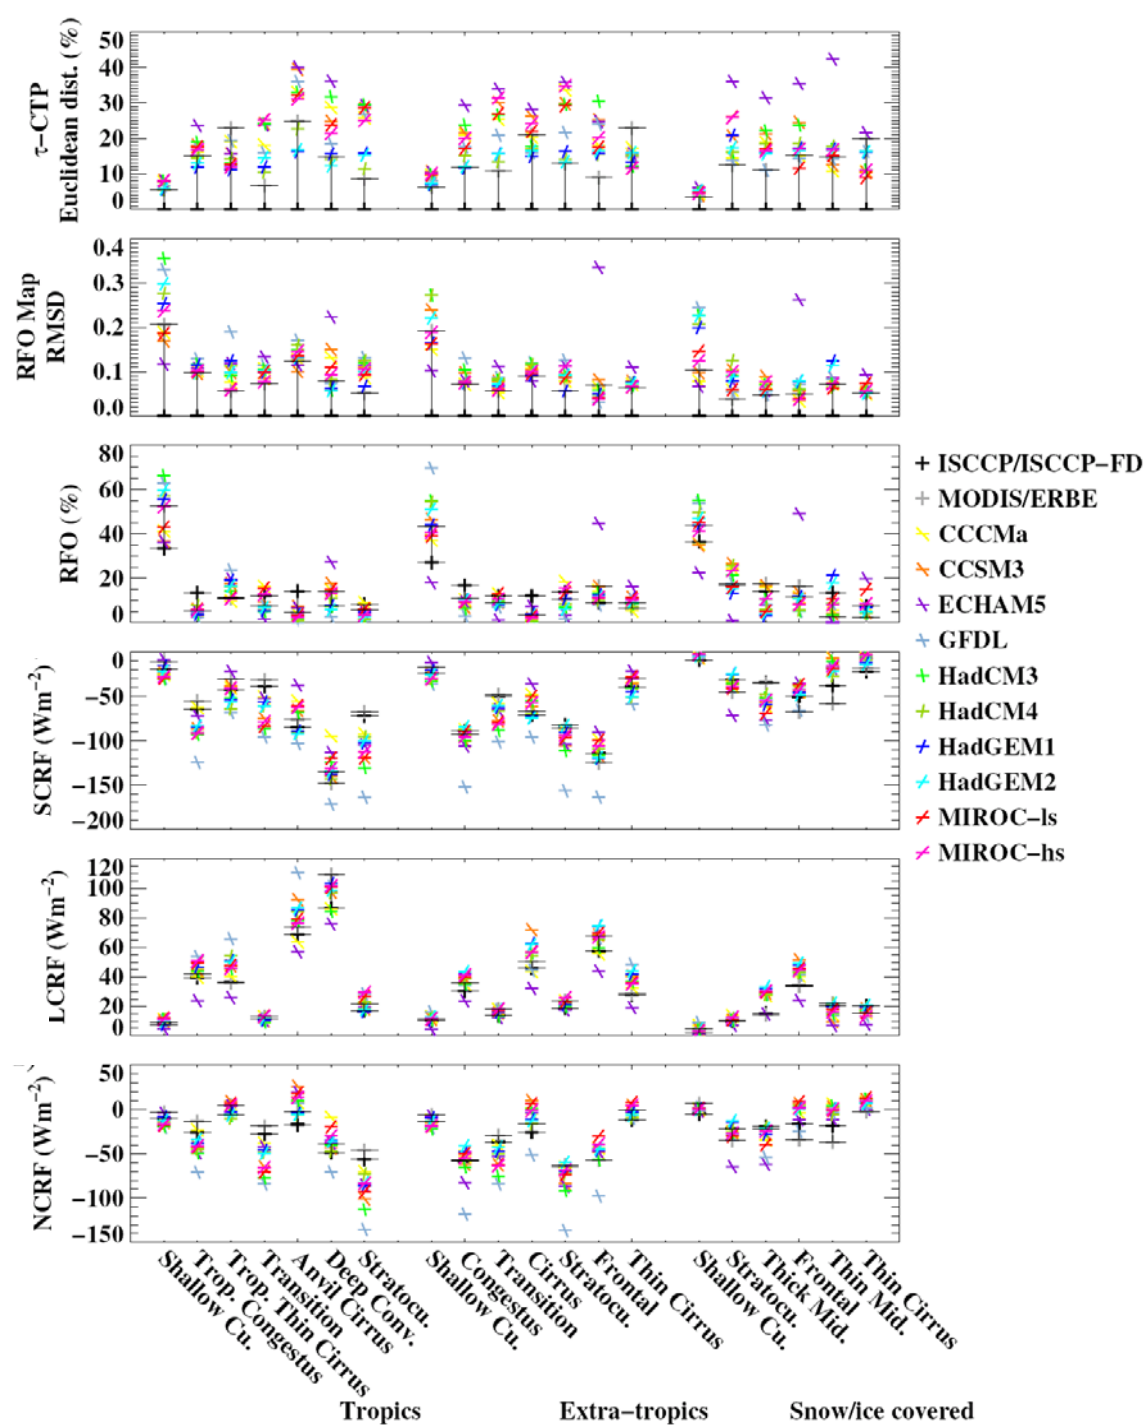 τ−CTP
Euclidean dist. (%)
50
40
30
20
10
0
RFO Map
RMSD
0.4
0.3
0.2
0.1
0.0
RFO (%)
80
60
40
20
0
SCRF (Wm−2)
0
−50
−100
−150
−200
LCRF (Wm−2)
120
100
80
60
40
20
0
NCRF (Wm−2)
50
0
−50
−100
−150
ISCCP/ISCCP−FD
MODIS/ERBE
CCCMa
CCSM3
ECHAM5
GFDL
HadCM3
HadCM4
HadGEM1
HadGEM2
MIROC−ls
MIROC−hs
Shallow Cu.
Trop. Congestus
Trop. Thin Cirrus
Transition
Anvil Cirrus
Deep Conv.
Stratocu.
Shallow Cu.
Congestus
Transition
Cirrus
Stratocu.
Frontal
Thin Cirrus
Shallow Cu.
Stratocu.
Thick Mid.
Frontal
Thin Mid.
Thin Cirrus
Tropics
Extra−tropics
Snow/ice covered